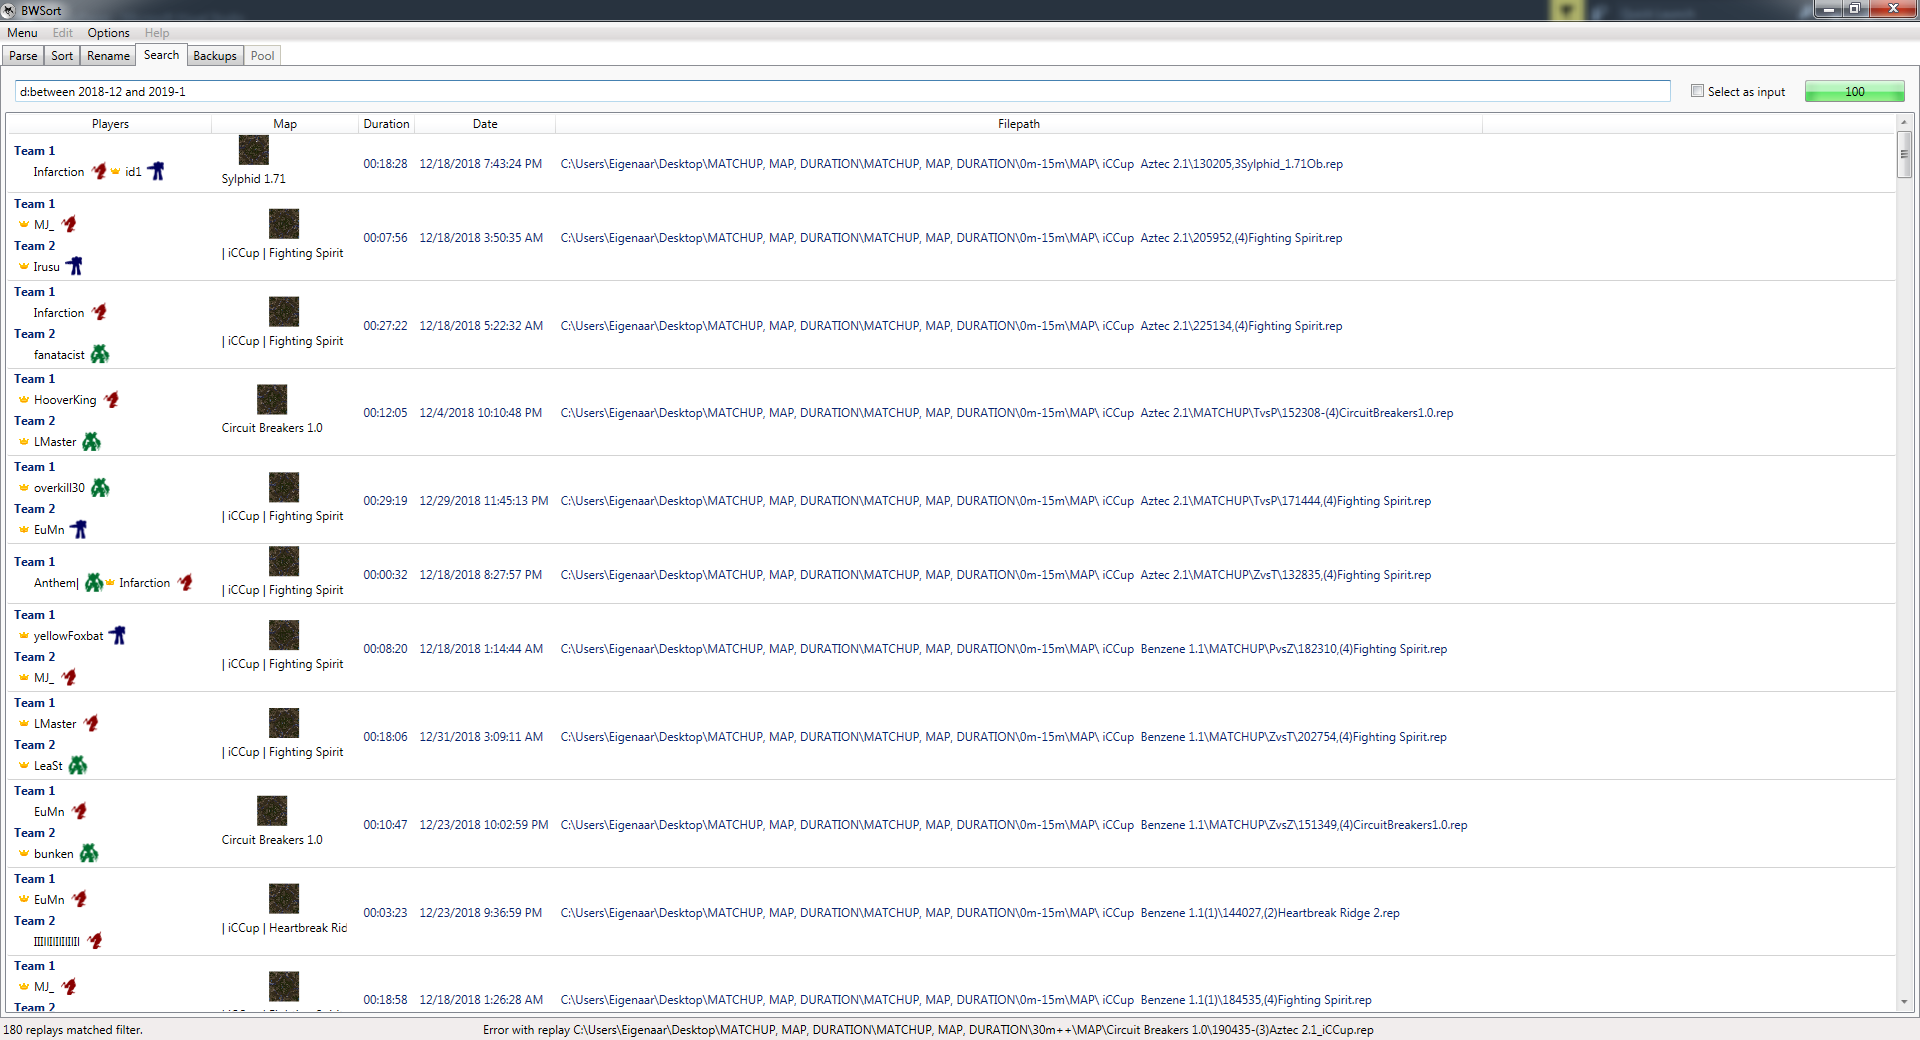 BWSort
Menu Edit Options Help
Parse Sort Rename Search Backups Pool
d:between 2018-12 and 2019-1 Select as input 100
Players Map Duration Date Filepath
Team 1
Infarction id1
Sylphid 1.71
00:18:28 12/18/2018 7:43:24 PM C:\Users\Eigenaar\Desktop\MATCHUP, MAP, DURATION\MATCHUP, MAP, DURATION\0m-15m\MAP\ iCCup  Aztec 2.1\130205,3Sylphid_1.71Ob.rep
Team 1
MJ_
Team 2
Irusu
| iCCup | Fighting Spirit
00:07:56 12/18/2018 3:50:35 AM C:\Users\Eigenaar\Desktop\MATCHUP, MAP, DURATION\MATCHUP, MAP, DURATION\0m-15m\MAP\ iCCup  Aztec 2.1\205952,(4)Fighting Spirit.rep
Team 1
Infarction
Team 2
fanatacist
| iCCup | Fighting Spirit
00:27:22 12/18/2018 5:22:32 AM C:\Users\Eigenaar\Desktop\MATCHUP, MAP, DURATION\MATCHUP, MAP, DURATION\0m-15m\MAP\ iCCup  Aztec 2.1\225134,(4)Fighting Spirit.rep
Team 1
HooverKing
Team 2
LMaster
Circuit Breakers 1.0
00:12:05 12/4/2018 10:10:48 PM C:\Users\Eigenaar\Desktop\MATCHUP, MAP, DURATION\MATCHUP, MAP, DURATION\0m-15m\MAP\ iCCup  Aztec 2.1\MATCHUP\TvsP\152308-(4)CircuitBreakers1.0.rep
Team 1
overkill30
Team 2
EuMn
| iCCup | Fighting Spirit
00:29:19 12/29/2018 11:45:13 PM C:\Users\Eigenaar\Desktop\MATCHUP, MAP, DURATION\MATCHUP, MAP, DURATION\0m-15m\MAP\ iCCup  Aztec 2.1\MATCHUP\TvsP\171444,(4)Fighting Spirit.rep
Team 1
Anthem| Infarction
| iCCup | Fighting Spirit
00:00:32 12/18/2018 8:27:57 PM C:\Users\Eigenaar\Desktop\MATCHUP, MAP, DURATION\MATCHUP, MAP, DURATION\0m-15m\MAP\ iCCup  Aztec 2.1\MATCHUP\ZvsT\132835,(4)Fighting Spirit.rep
Team 1
yellowFoxbat
Team 2
MJ_
| iCCup | Fighting Spirit
00:08:20 12/18/2018 1:14:44 AM C:\Users\Eigenaar\Desktop\MATCHUP, MAP, DURATION\MATCHUP, MAP, DURATION\0m-15m\MAP\ iCCup  Benzene 1.1\MATCHUP\PvsZ\182310,(4)Fighting Spirit.rep
Team 1
LMaster
Team 2
LeaSt
| iCCup | Fighting Spirit
00:18:06 12/31/2018 3:09:11 AM C:\Users\Eigenaar\Desktop\MATCHUP, MAP, DURATION\MATCHUP, MAP, DURATION\0m-15m\MAP\ iCCup  Benzene 1.1\MATCHUP\ZvsT\202754,(4)Fighting Spirit.rep
Team 1
EuMn
Team 2
bunken
Circuit Breakers 1.0
00:10:47 12/23/2018 10:02:59 PM C:\Users\Eigenaar\Desktop\MATCHUP, MAP, DURATION\MATCHUP, MAP, DURATION\0m-15m\MAP\ iCCup  Benzene 1.1\MATCHUP\ZvsZ\151349,(4)CircuitBreakers1.0.rep
Team 1
EuMn
Team 2
| iCCup | Heartbreak Rid
00:03:23 12/23/2018 9:36:59 PM C:\Users\Eigenaar\Desktop\MATCHUP, MAP, DURATION\MATCHUP, MAP, DURATION\0m-15m\MAP\ iCCup  Benzene 1.1(1)\144027,(2)Heartbreak Ridge 2.rep
Team 1
MJ_
Team 2
00:18:58 12/18/2018 1:26:28 AM C:\Users\Eigenaar\Desktop\MATCHUP, MAP, DURATION\MATCHUP, MAP, DURATION\0m-15m\MAP\ iCCup  Benzene 1.1(1)\184535,(4)Fighting Spirit.rep
180 replays matched filter. Error with replay C:\Users\Eigenaar\Desktop\MATCHUP, MAP, DURATION\MATCHUP, MAP, DURATION\30m++\MAP\Circuit Breakers 1.0\190435-(3)Aztec 2.1_iCCup.rep